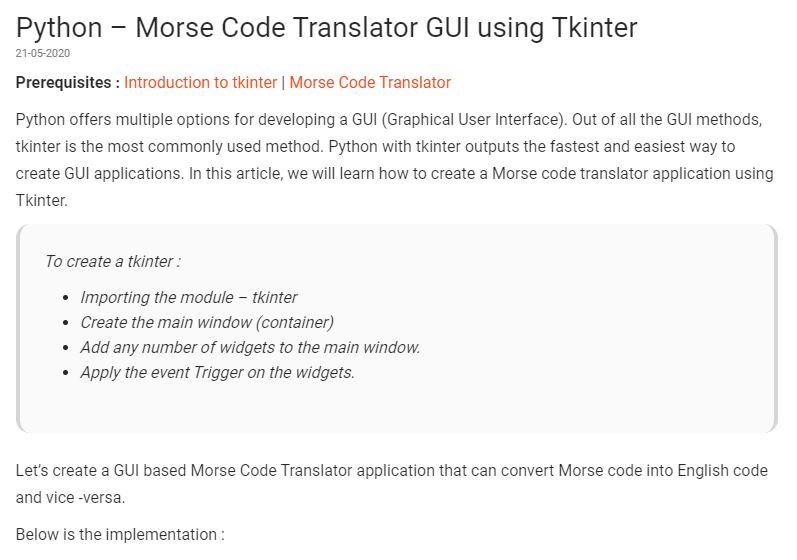 Python – Morse Code Translator GUI using Tkinter
21-05-2020
Prerequisites : Introduction to tkinter | Morse Code Translator
Python offers multiple options for developing a GUI (Graphical User Interface). Out of all the GUI methods,
tkinter is the most commonly used method. Python with tkinter outputs the fastest and easiest way to
create GUI applications. In this article, we will learn how to create a Morse code translator application using
Tkinter.
To create a tkinter :
• Importing the module – tkinter
• Create the main window (container)
• Add any number of widgets to the main window.
• Apply the event Trigger on the widgets.
Let's create a GUI based Morse Code Translator application that can convert Morse code into English code
and vice -versa.
Below is the implementation :